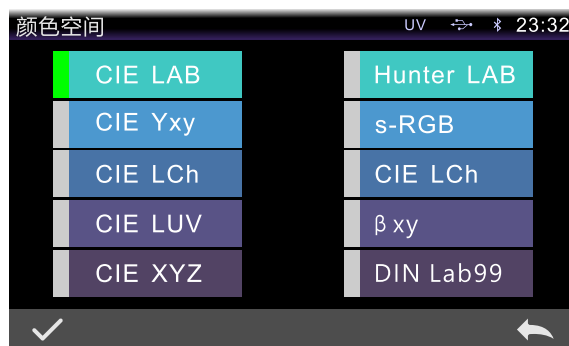 颜色空间 UV 23:32
CIE LAB Hunter LAB
CIE Yxy s-RGB
CIE LCh CIE LCh
CIE LUV β xy
CIE XYZ DIN Lab99